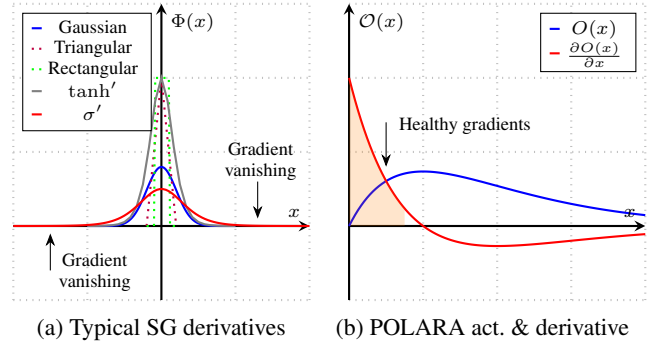 Gaussian
Triangular
Rectangular
tanh′
σ′
Φ(x)
Gradient
vanishing
x
Gradient
vanishing
(a) Typical SG derivatives
𝒪(x)
O(x)
∂O(x)
∂x
Healthy gradients
x
(b) POLARA act. & derivative